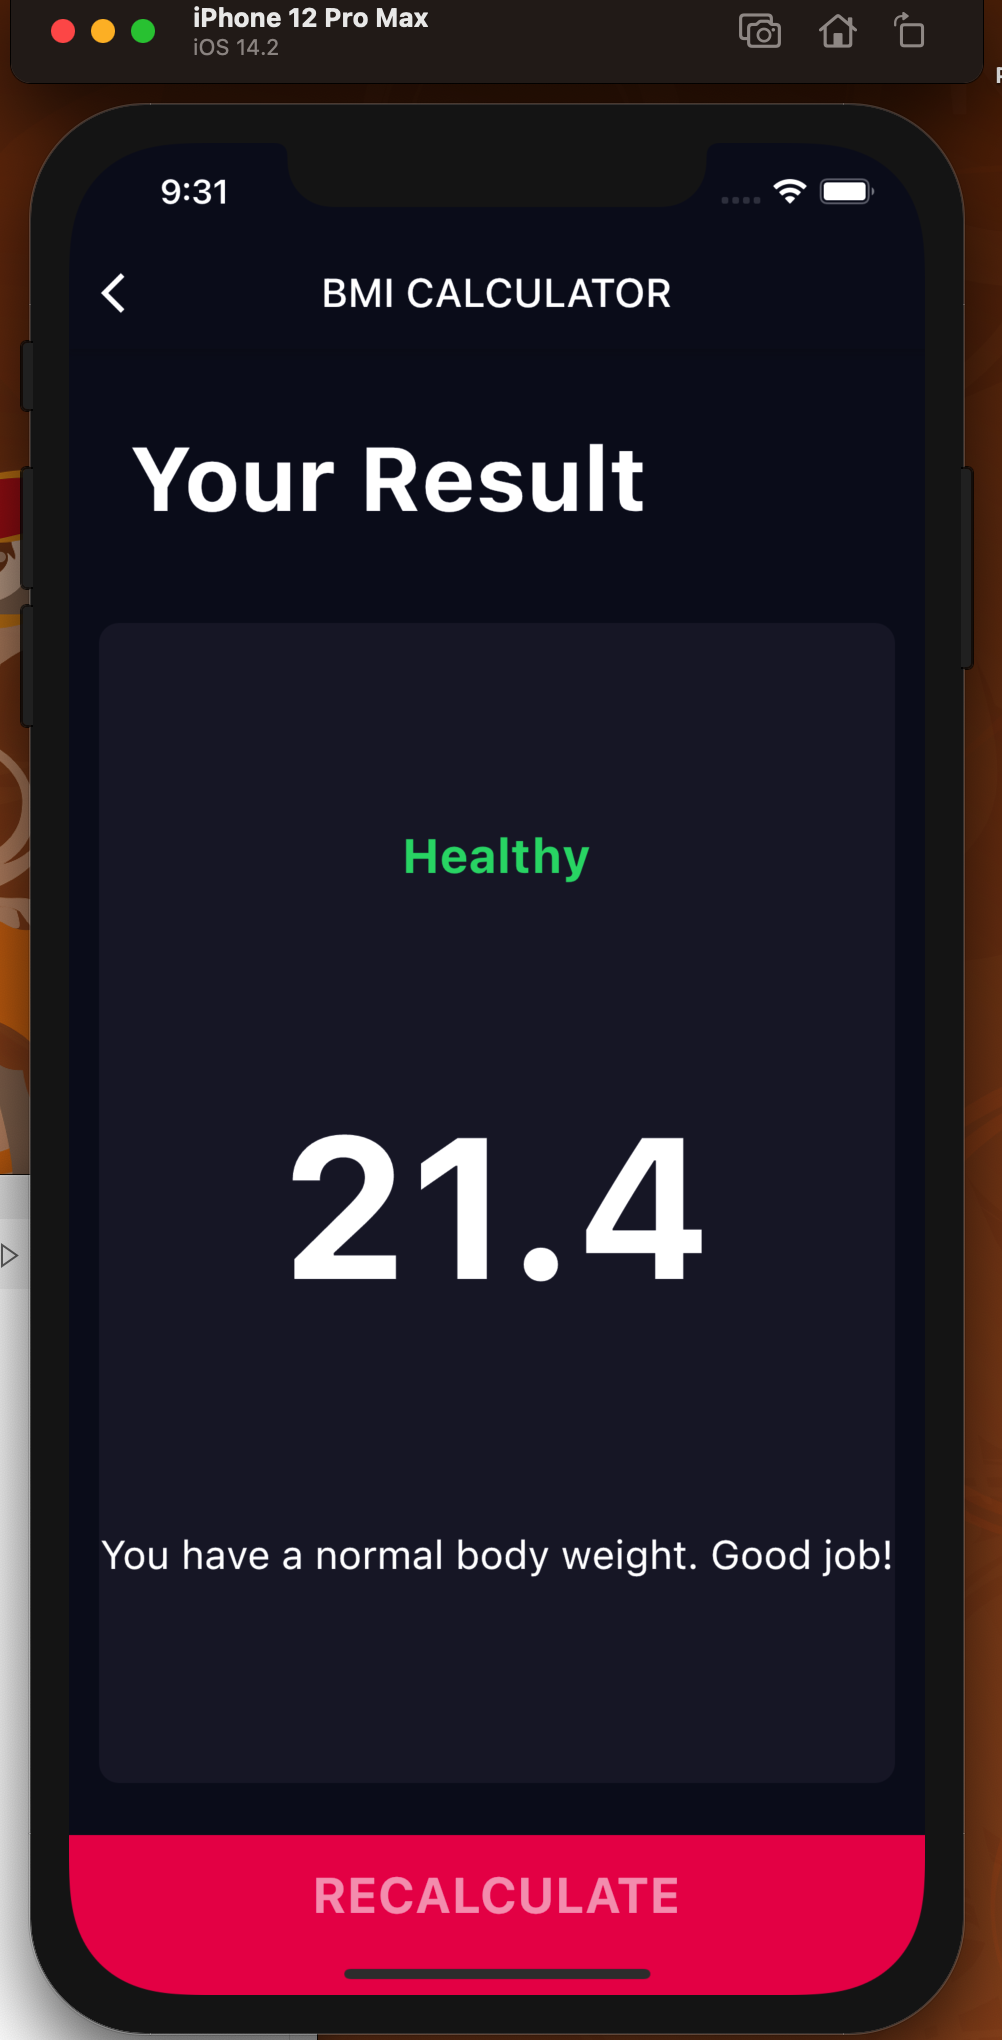 iPhone 12 Pro Max
iOS 14.2
9:31
BMI CALCULATOR
Your Result
Healthy
21.4
You have a normal body weight. Good job!
RECALCULATE